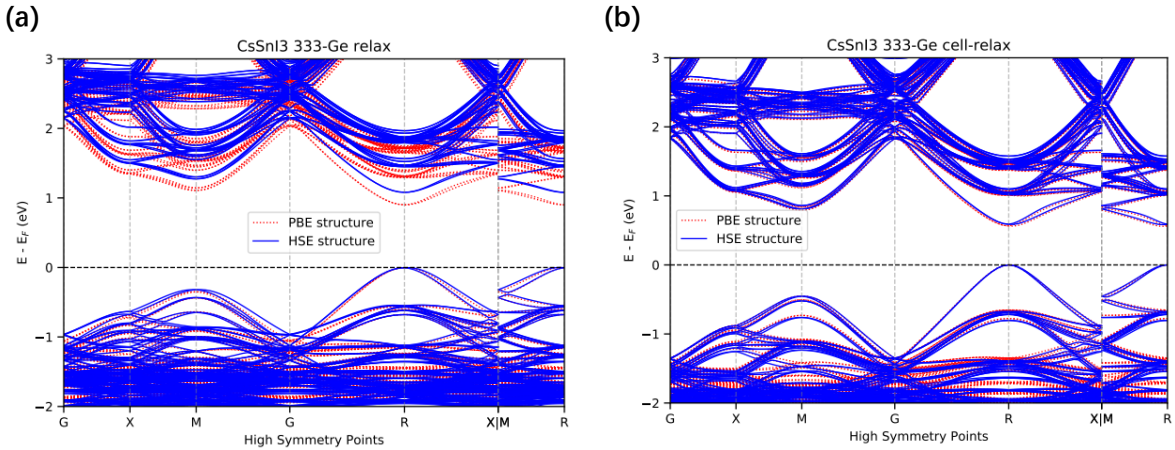 (a)
CsSnI3 333-Ge relax
E - E_F (eV)
3
2
1
0
−1
−2
PBE structure
HSE structure
G X M G R X|M R
High Symmetry Points
(b)
CsSnI3 333-Ge cell-relax
E - E_F (eV)
3
2
1
0
−1
−2
PBE structure
HSE structure
G X M G R X|M R
High Symmetry Points